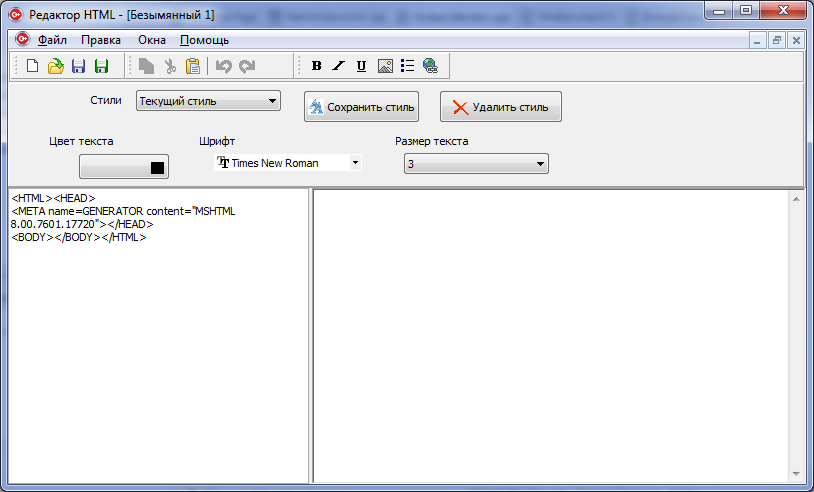 Редактор HTML - [Безымянный 1]
Файл Правка Окна Помощь
B I U
Стили Текущий стиль Сохранить стиль Удалить стиль
Цвет текста Шрифт Размер текста
Times New Roman 3
<HTML><HEAD>
<META name=GENERATOR content="MSHTML
8.00.7601.17720"></HEAD>
<BODY></BODY></HTML>